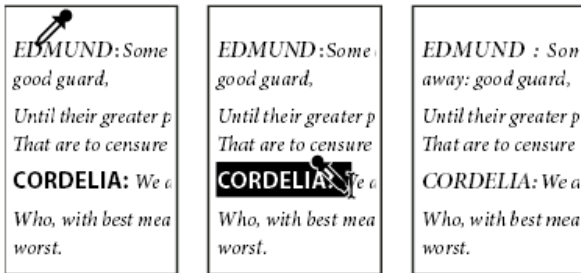 EDMUND: Some
good guard,
Until their greater p
That are to censure
CORDELIA: We a
Who, with best mea
worst.
EDMUND: Some
good guard,
Until their greater p
That are to censure
CORDELIA: We a
Who, with best mea
worst.
EDMUND : Som
away: good guard,
Until their greater p
That are to censure
CORDELIA: We a
Who, with best mea
worst.